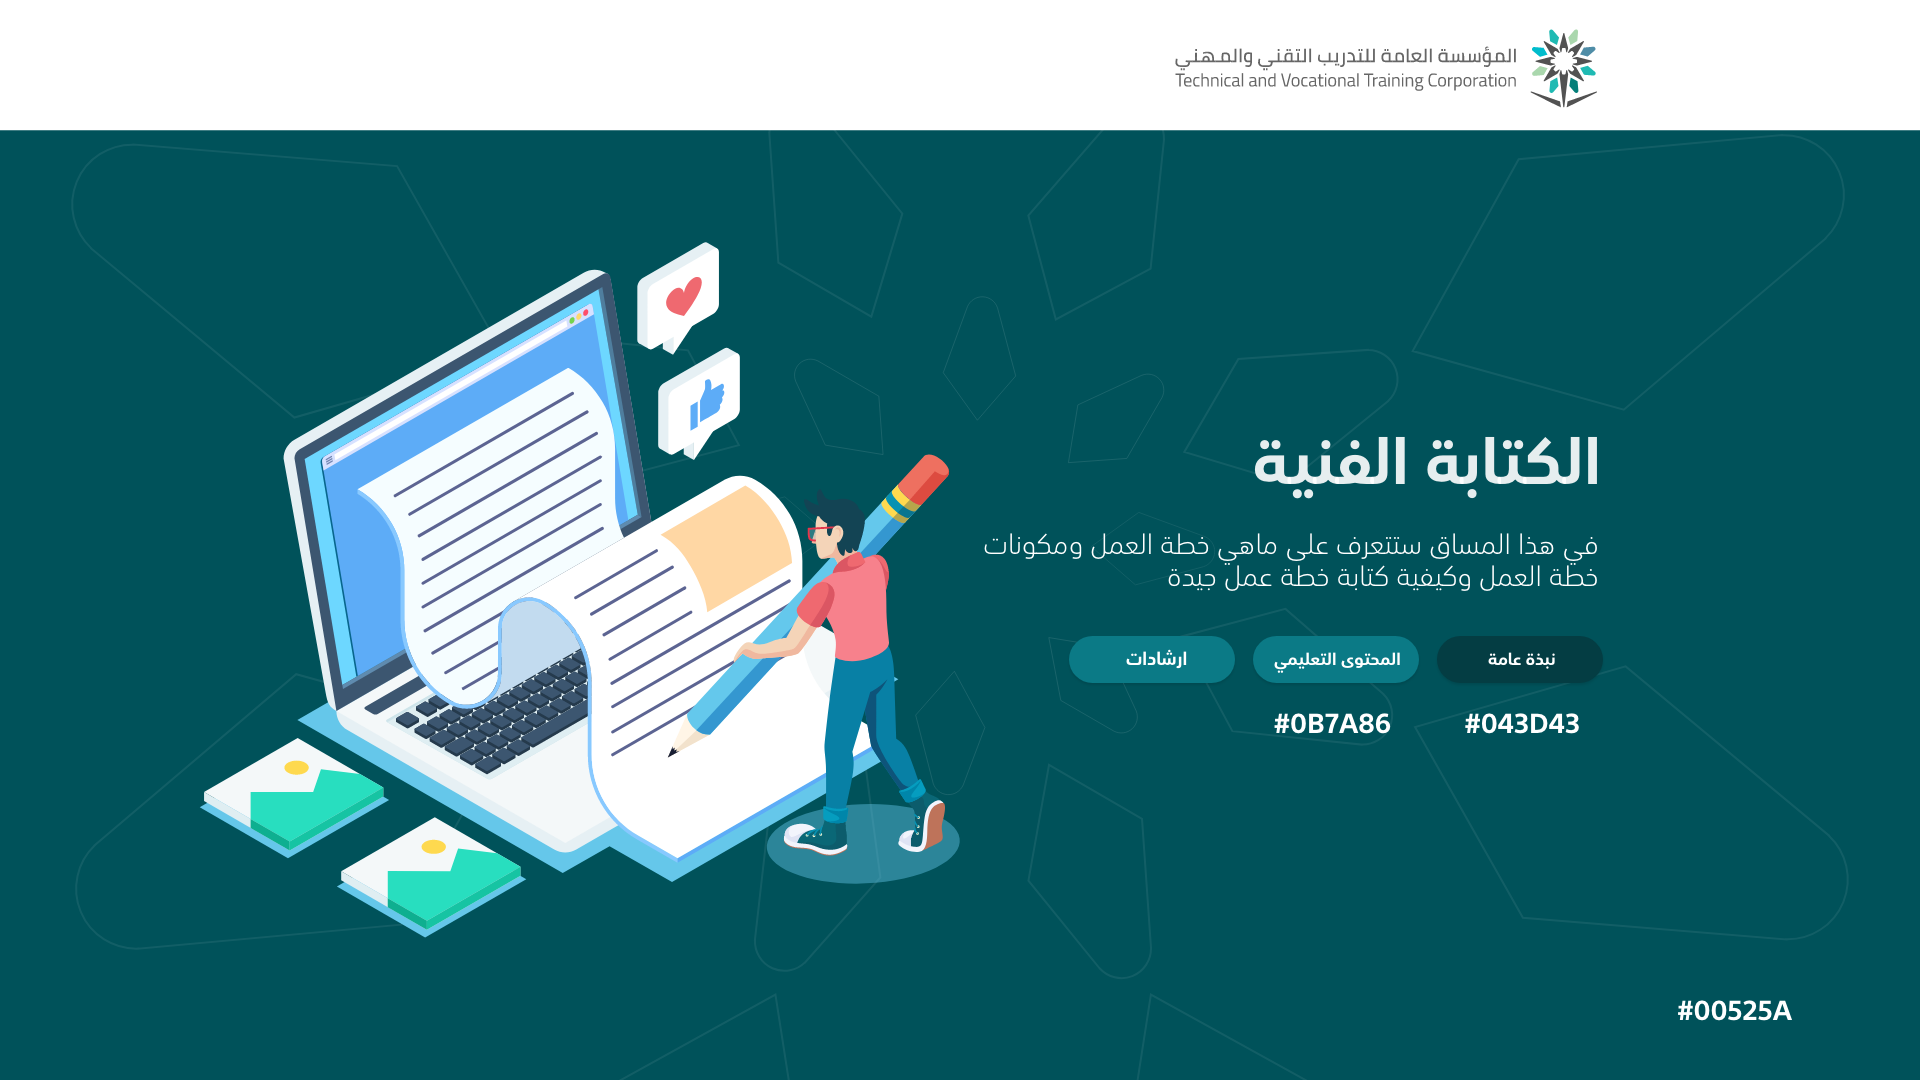 المؤسسة العامة للتدريب التقني والمهني
Technical and Vocational Training Corporation
الكتابة الفنية
في هذا المساق ستتعرف على ماهي خطة العمل ومكونات
خطة العمل وكيفية كتابة خطة عمل جيدة
نبذة عامة
المحتوى التعليمي
ارشادات
#043D43
#0B7A86
#00525A